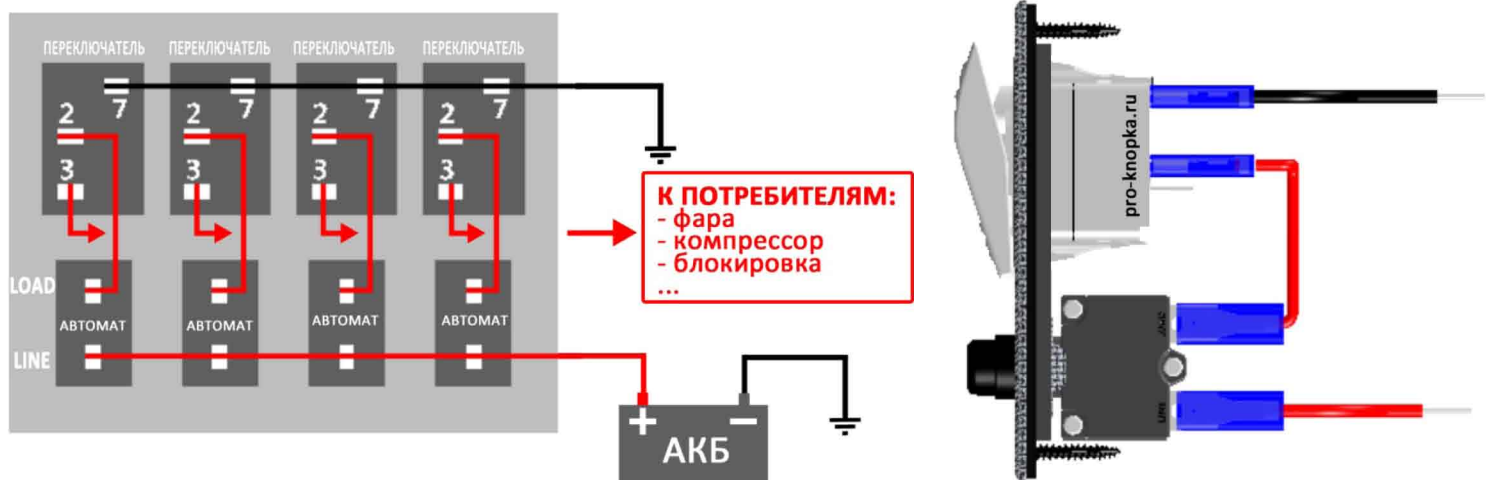 ПЕРЕКЛЮЧАТЕЛЬ ПЕРЕКЛЮЧАТЕЛЬ ПЕРЕКЛЮЧАТЕЛЬ ПЕРЕКЛЮЧАТЕЛЬ
7 7 7 7
2 2 2 2
3 3 3 3
LOAD
АВТОМАТ АВТОМАТ АВТОМАТ АВТОМАТ
LINE
К ПОТРЕБИТЕЛЯМ:
- фара
- компрессор
- блокировка
...
+ −
АКБ
pro-knopka.ru
LINE